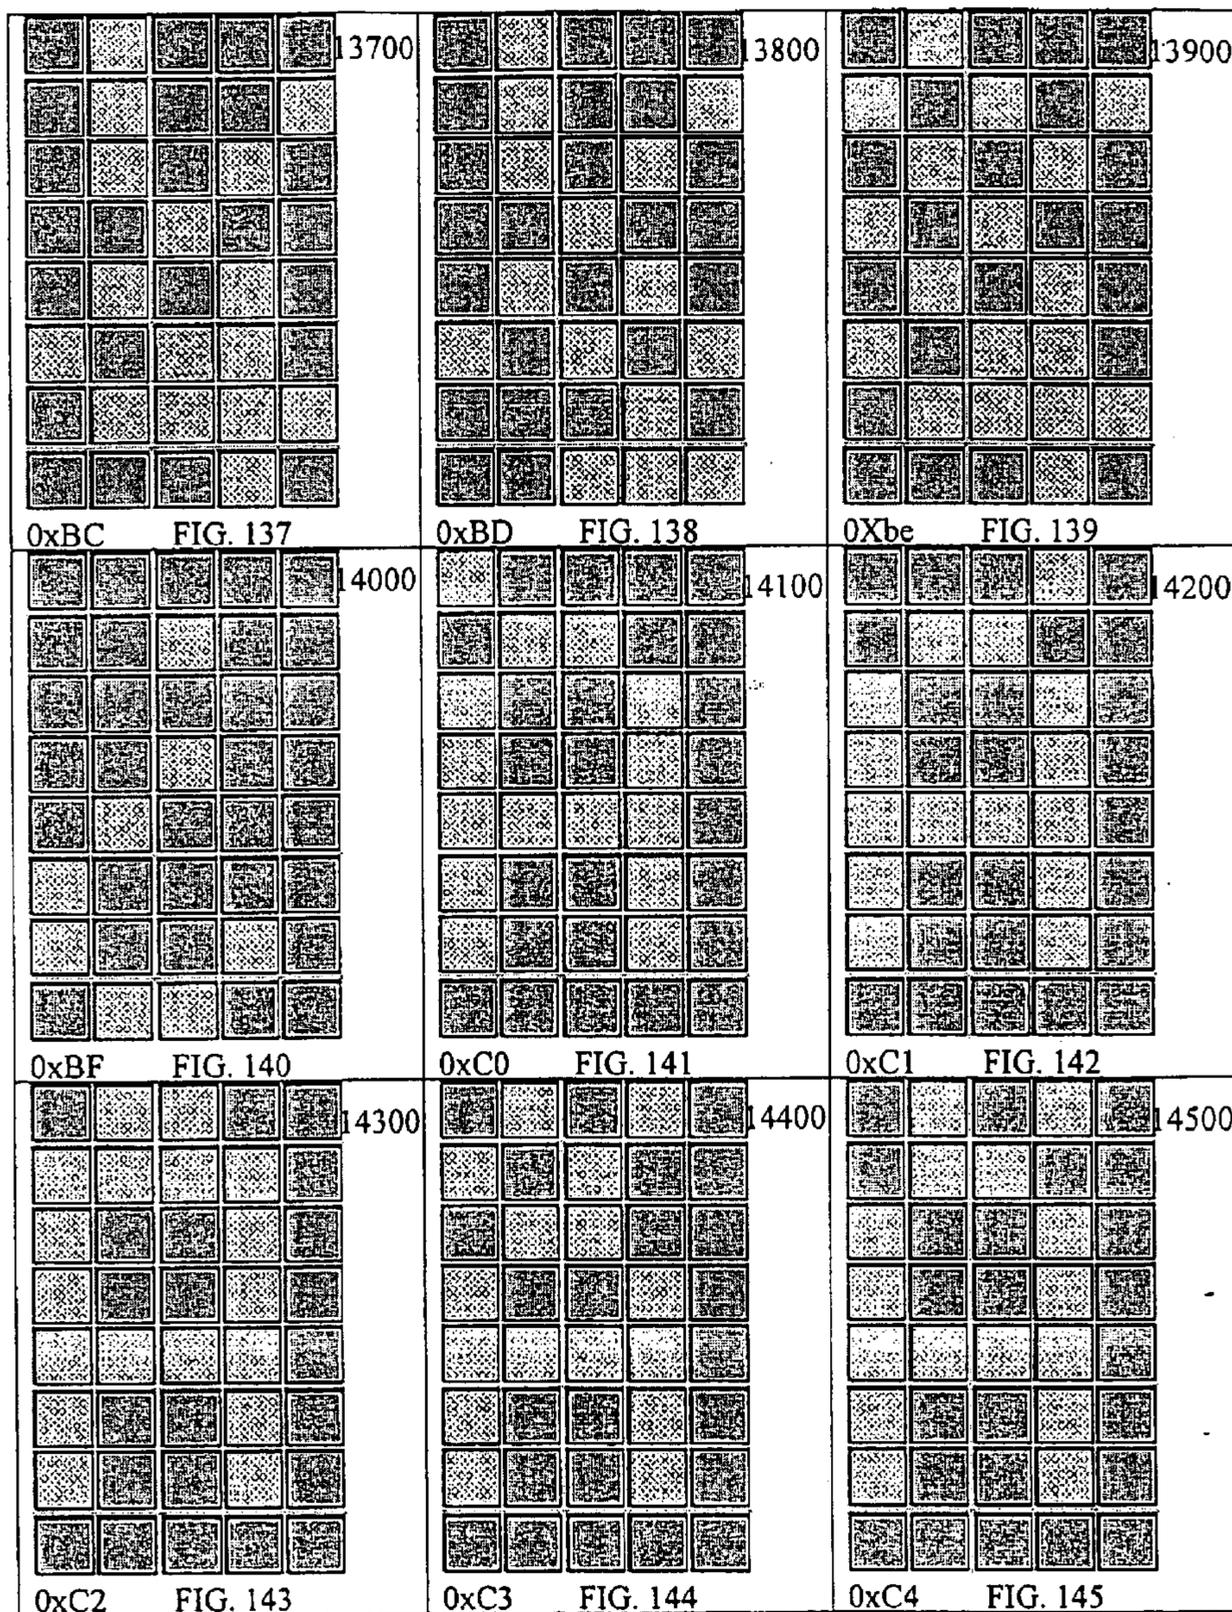 13700 13800 13900
0xBC FIG. 137 0xBD FIG. 138 0Xbe FIG. 139
14000 14100 14200
0xBF FIG. 140 0xC0 FIG. 141 0xC1 FIG. 142
14300 14400 14500
0xC2 FIG. 143 0xC3 FIG. 144 0xC4 FIG. 145